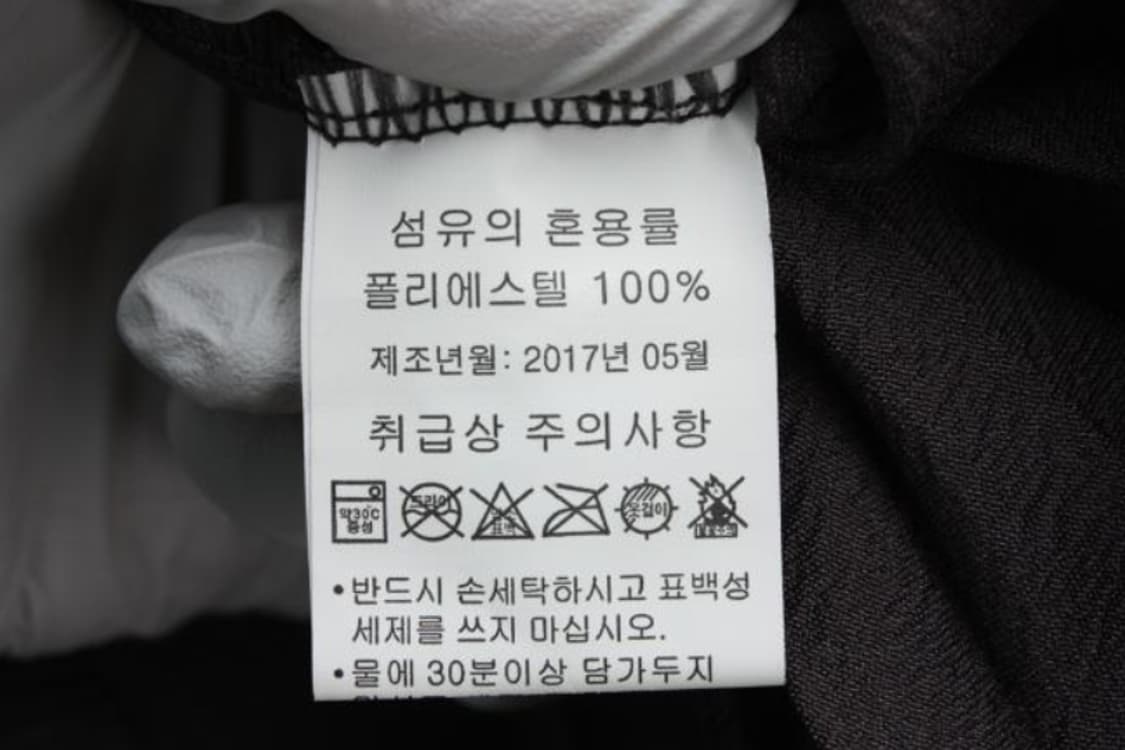 섬유의 혼용률
폴리에스텔 100%
제조년월: 2017년 05월
취급상 주의사항
약30℃ 중성
드라이
표백
옷걸이
•반드시 손세탁하시고 표백성
세제를 쓰지 마십시오.
•물에 30분이상 담가두지